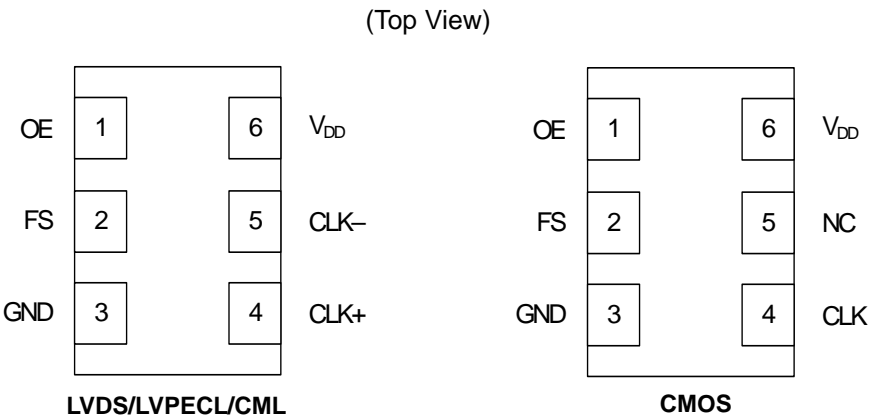 (Top View)
OE 1 6 VDD
FS 2 5 CLK–
GND 3 4 CLK+
LVDS/LVPECL/CML
OE 1 6 VDD
FS 2 5 NC
GND 3 4 CLK
CMOS